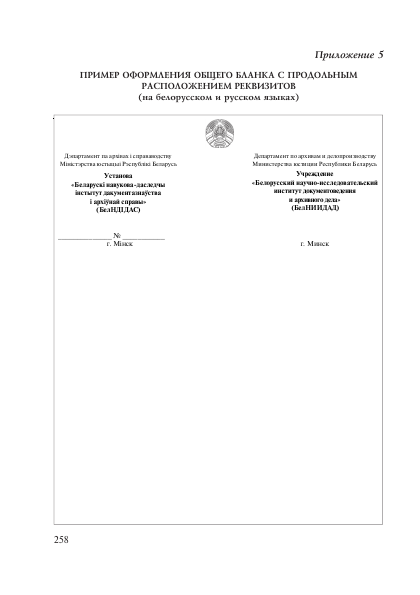 Приложение 5
ПРИМЕР ОФОРМЛЕНИЯ ОБЩЕГО БЛАНКА С ПРОДОЛЬНЫМ
РАСПОЛОЖЕНИЕМ РЕКВИЗИТОВ
(на белорусском и русском языках)
Дэпартамент па архівах і справаводству
Міністэрства юстыцыі Рэспублікі Беларусь
Установа
«Беларускі навукова-даследчы
інстытут дакументазнаўства
і архіўнай справы»
(БелНДІДАС)
_______________ № ____________
г. Мінск
Департамент по архивам и делопроизводству
Министерства юстиции Республики Беларусь
Учреждение
«Белорусский научно-исследовательский
институт документоведения
и архивного дела»
(БелНИИДАД)
г. Минск
258